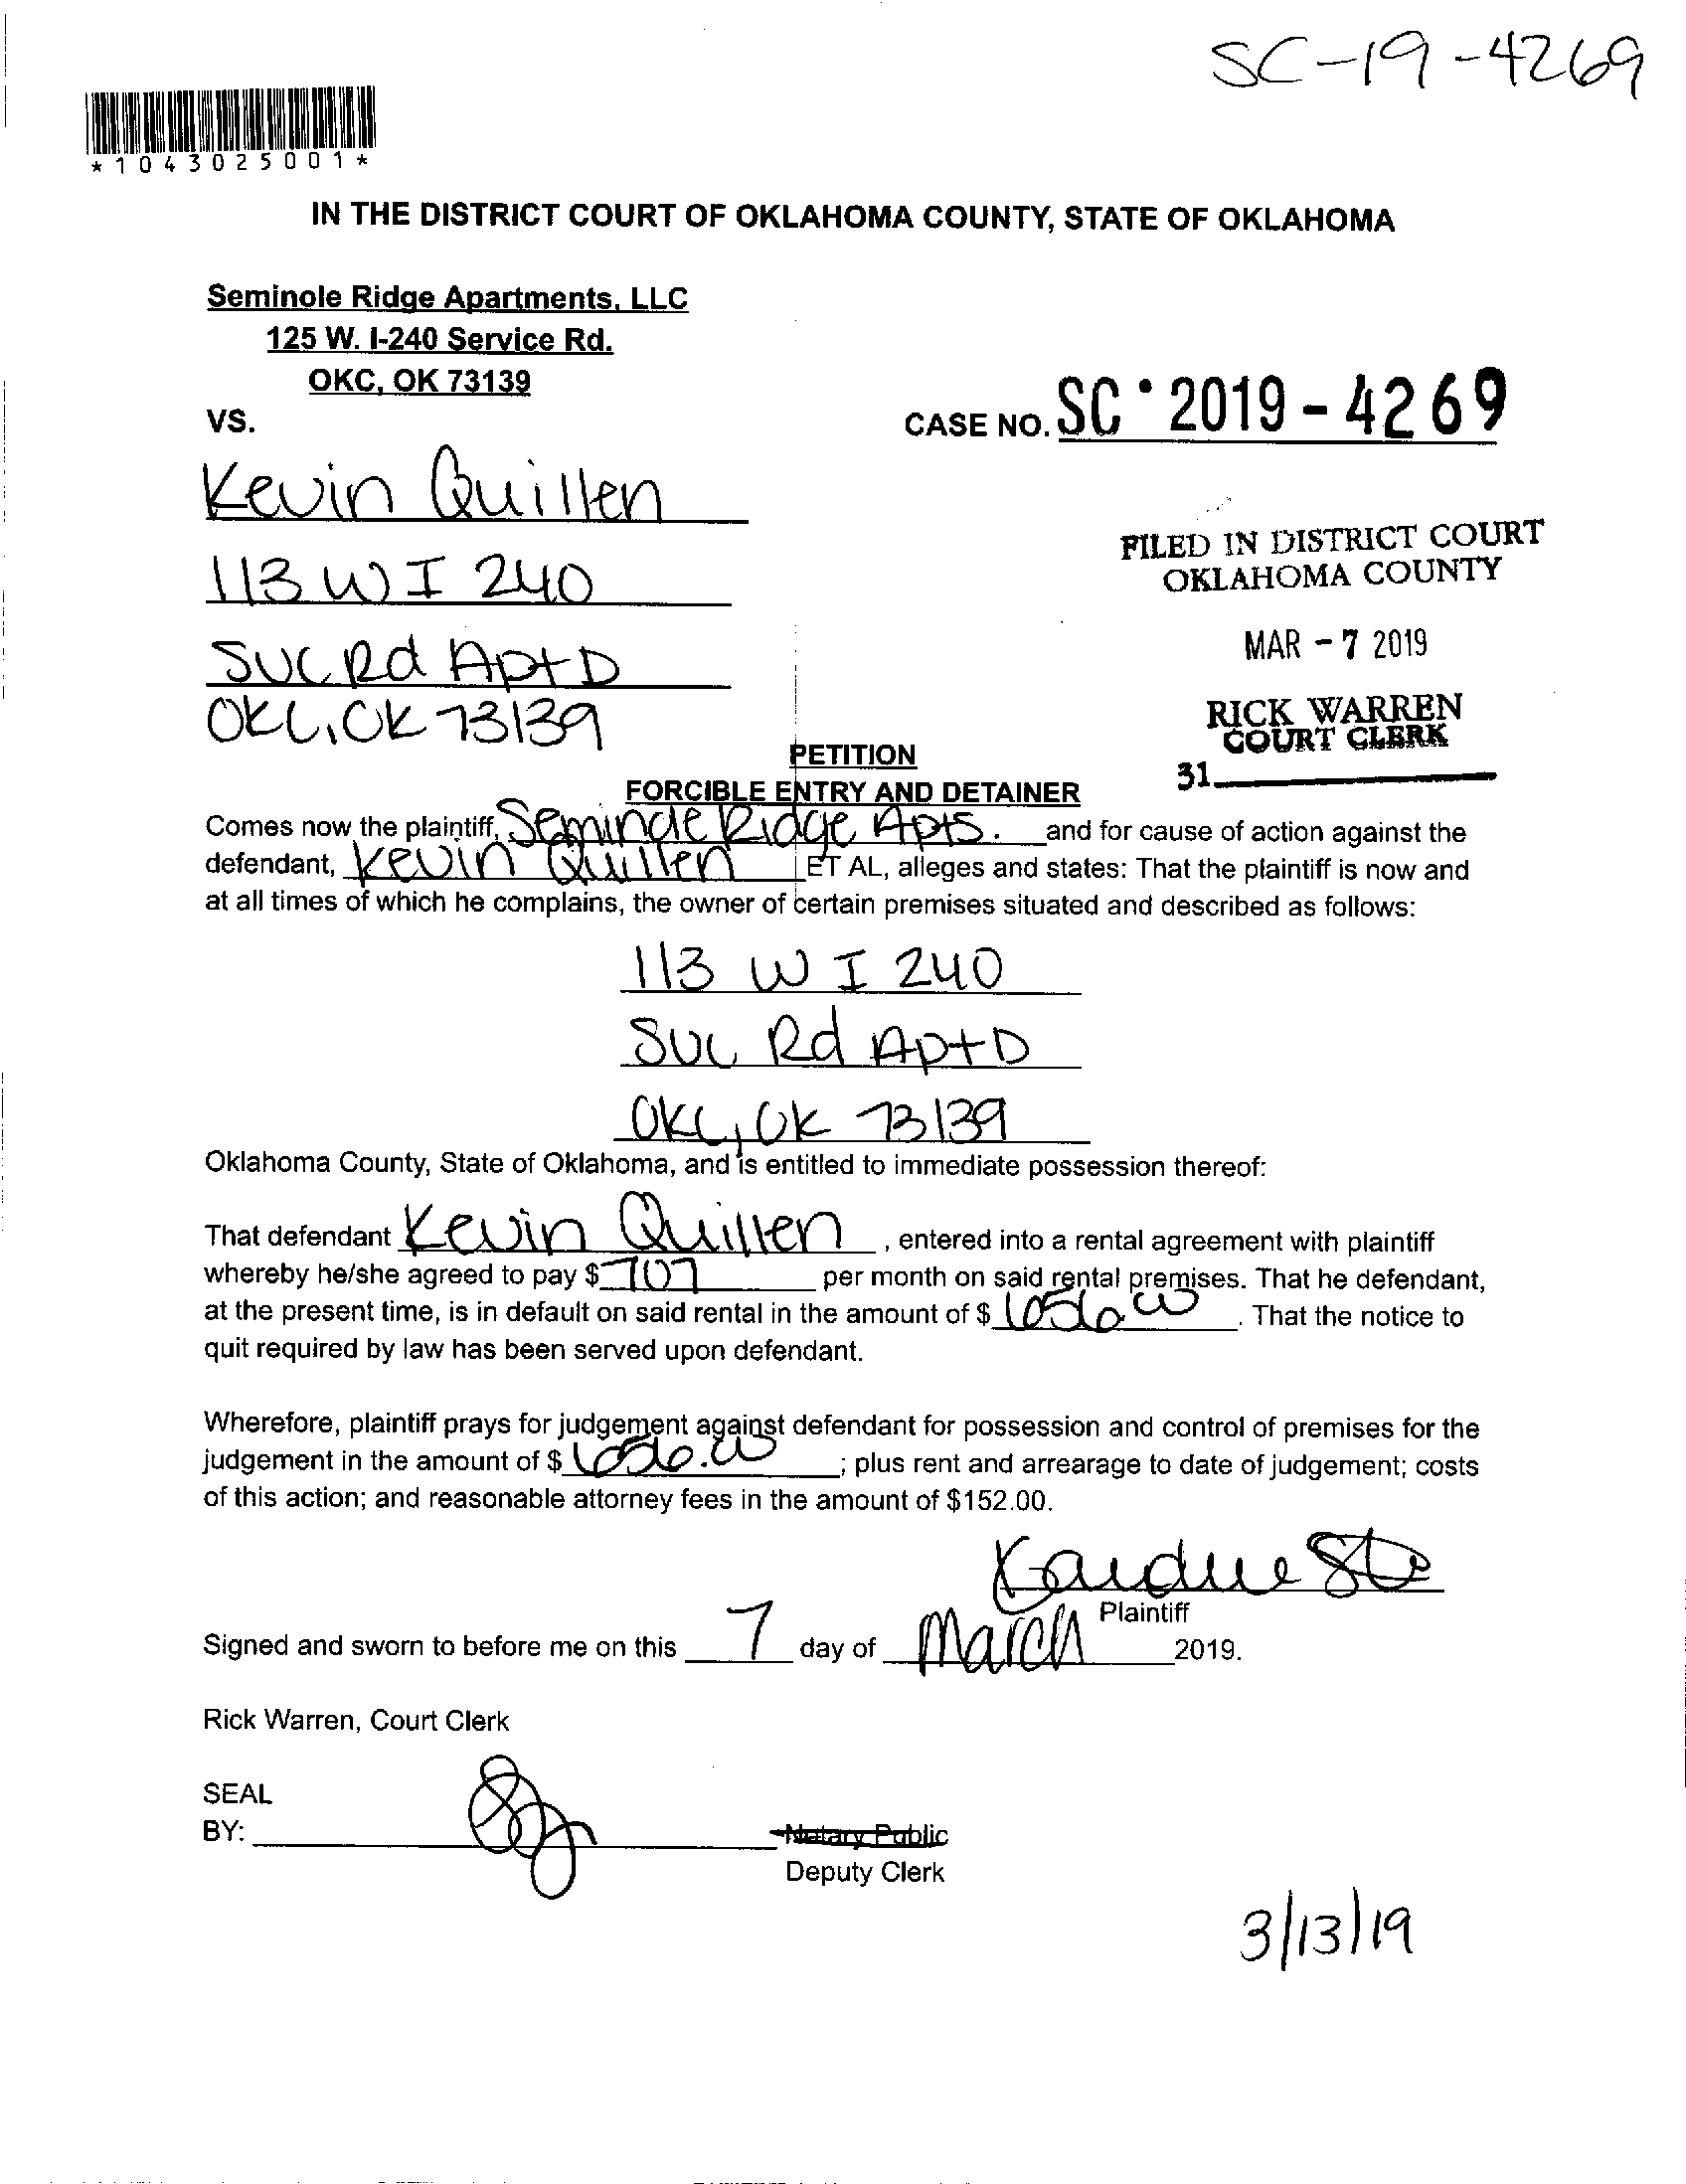 SC-19-4269
*1043025001*
IN THE DISTRICT COURT OF OKLAHOMA COUNTY, STATE OF OKLAHOMA
Seminole Ridge Apartments, LLC
125 W. I-240 Service Rd.
OKC, OK 73139
VS.
CASE NO. SC 2019-4269
Kevin Quillen
113 W I 240
SVC Rd Apt D
OKC, OK 73139
FILED IN DISTRICT COURT
OKLAHOMA COUNTY
MAR - 7 2019
RICK WARREN
COURT CLERK
31
PETITION
FORCIBLE ENTRY AND DETAINER
Comes now the plaintiff, Seminole Ridge Apts. and for cause of action against the
defendant, Kevin Quillen ET AL, alleges and states: That the plaintiff is now and
at all times of which he complains, the owner of certain premises situated and described as follows:
113 W I 240
SVC Rd Apt D
OKC, OK 73139
Oklahoma County, State of Oklahoma, and is entitled to immediate possession thereof:
That defendant Kevin Quillen, entered into a rental agreement with plaintiff
whereby he/she agreed to pay $ 707 per month on said rental premises. That he defendant,
at the present time, is in default on said rental in the amount of $ 1056.00. That the notice to
quit required by law has been served upon defendant.
Wherefore, plaintiff prays for judgement against defendant for possession and control of premises for the
judgement in the amount of $ 1056.00; plus rent and arrearage to date of judgement; costs
of this action; and reasonable attorney fees in the amount of $152.00.
Plaintiff
Signed and sworn to before me on this 7 day of March 2019.
Rick Warren, Court Clerk
SEAL
BY:
Notary Public
Deputy Clerk
3/13/19